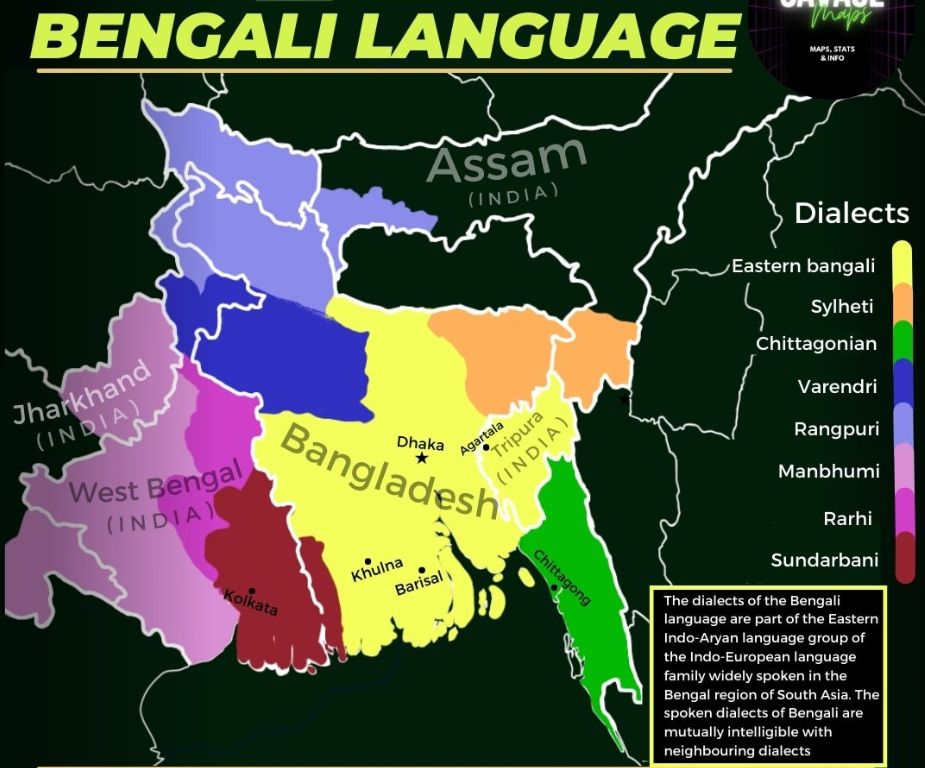 BENGALI LANGUAGE
SAVAGE
Maps
MAPS, STATS
& INFO
Assam
(INDIA)
Dialects
Eastern bangali
Sylheti
Chittagonian
Varendri
Rangpuri
Manbhumi
Rarhi
Sundarbani
Jharkhand
(INDIA)
West Bengal
(INDIA)
Bangladesh
Dhaka
Agartala
Tripura
(INDIA)
Khulna
Barisal
Kolkata
Chittagong
The dialects of the Bengali
language are part of the Eastern
Indo-Aryan language group of
the Indo-European language
family widely spoken in the
Bengal region of South Asia. The
spoken dialects of Bengali are
mutually intelligible with
neighbouring dialects